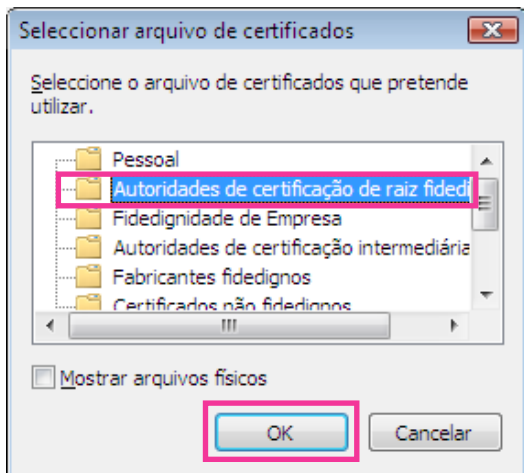 Seleccionar arquivo de certificados
Seleccione o arquivo de certificados que pretende
utilizar.
Pessoal
Autoridades de certificação de raiz fidedi
Fidedignidade de Empresa
Autoridades de certificação intermediária
Fabricantes fidedignos
Certificados não fidedignos
Mostrar arquivos físicos
OK Cancelar